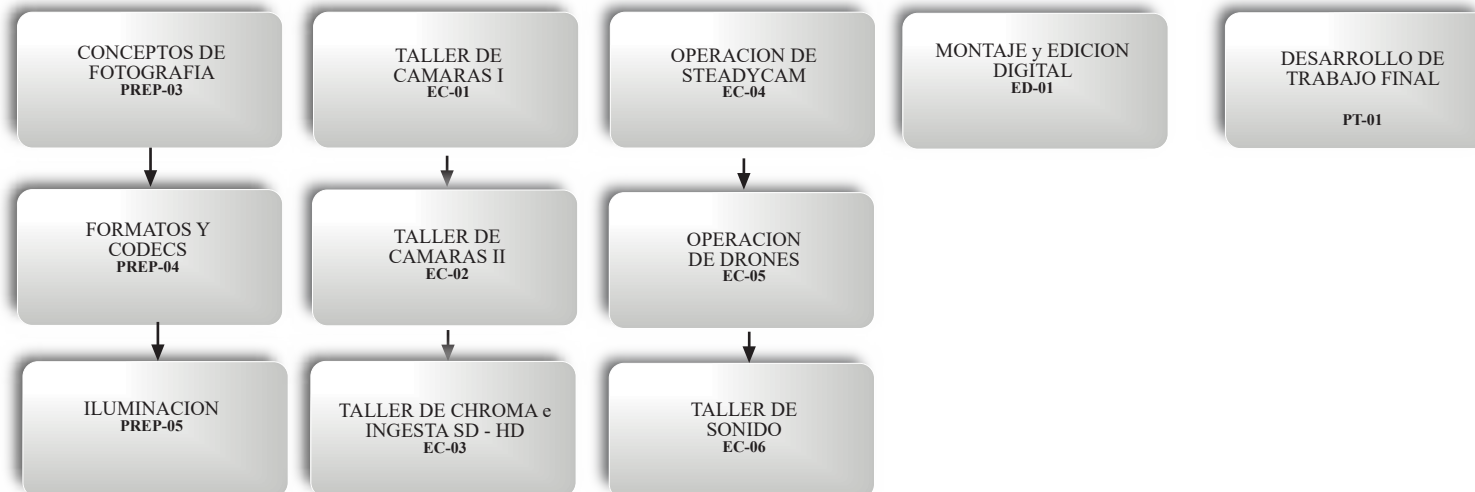 CONCEPTOS DE
FOTOGRAFIA
PREP-03
TALLER DE
CAMARAS I
EC-01
OPERACION DE
STEADYCAM
EC-04
MONTAJE y EDICION
DIGITAL
ED-01
DESARROLLO DE
TRABAJO FINAL
PT-01
FORMATOS Y
CODECS
PREP-04
TALLER DE
CAMARAS II
EC-02
OPERACION
DE DRONES
EC-05
ILUMINACION
PREP-05
TALLER DE CHROMA e
INGESTA SD - HD
EC-03
TALLER DE
SONIDO
EC-06